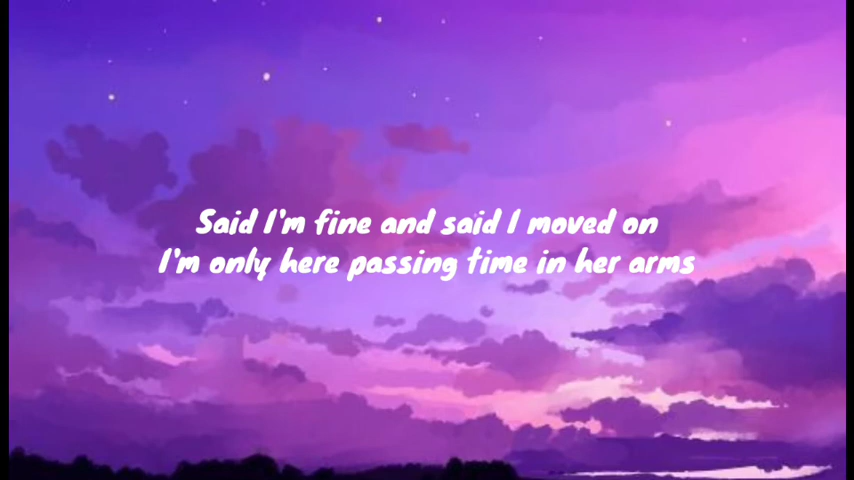 Said I'm fine and said I moved on
I'm only here passing time in her arms